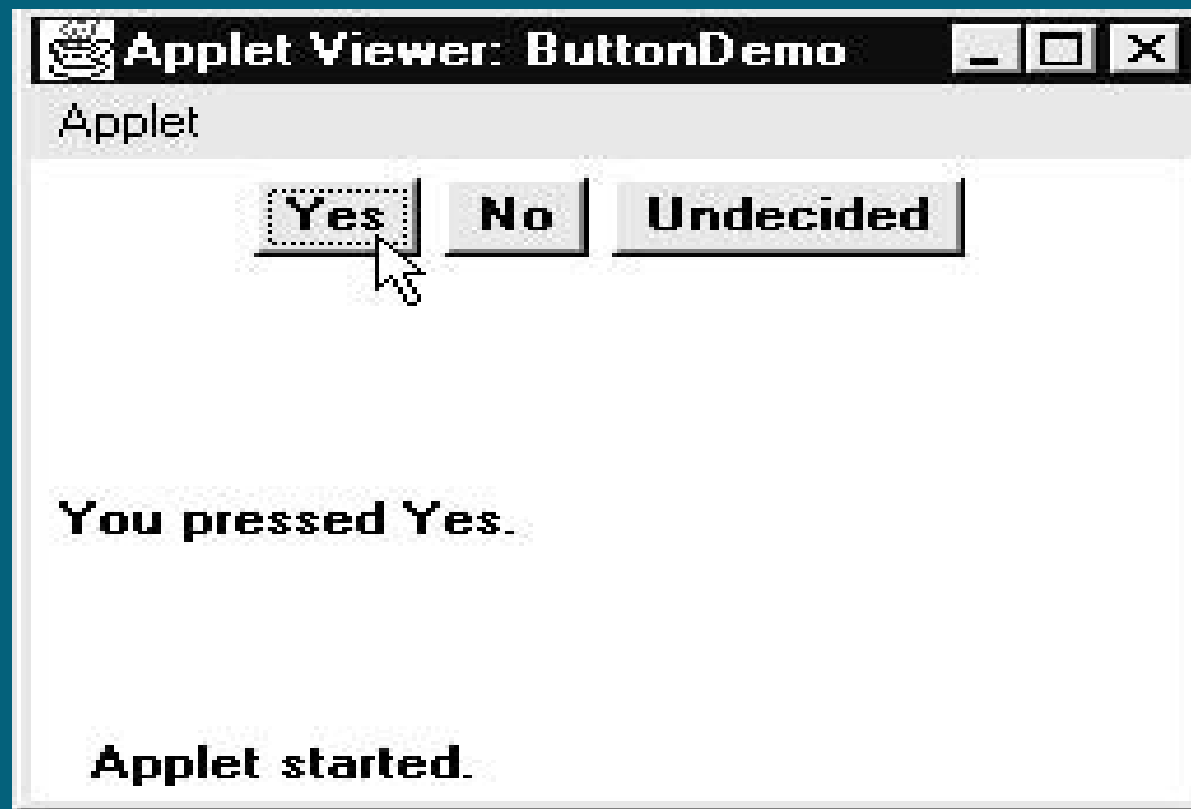 Applet Viewer: ButtonDemo
Applet
Yes No Undecided
You pressed Yes.
Applet started.